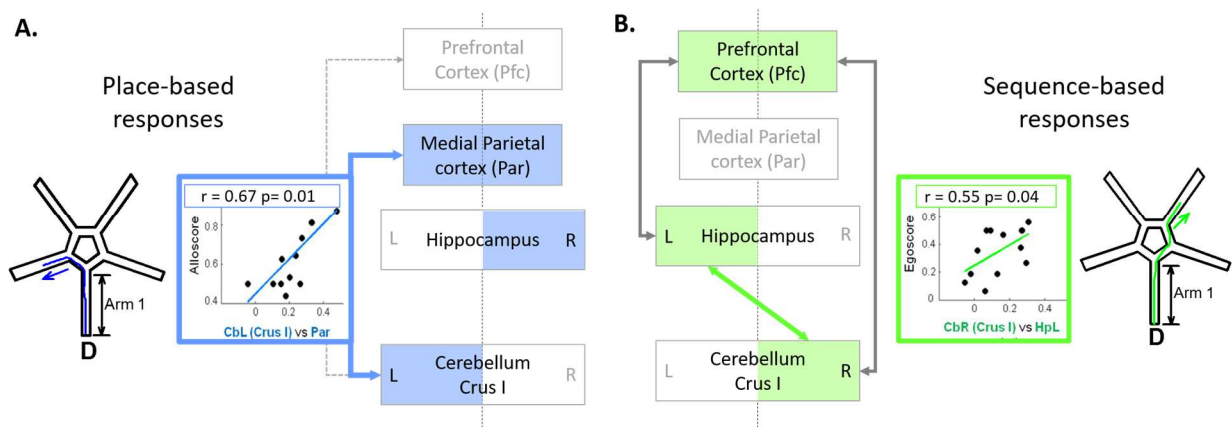 A.
Place-based
responses
r = 0.67 p= 0.01
Alloscore
0.8
0.6
0.4
0
0.2
0.4
CbL (Crus I) vs Par
Arm 1
D
Prefrontal
Cortex (Pfc)
Medial Parietal
cortex (Par)
L
Hippocampus
R
L
Cerebellum
Crus I
R
B.
Prefrontal
Cortex (Pfc)
Medial Parietal
cortex (Par)
L
Hippocampus
R
L
Cerebellum
Crus I
R
Sequence-based
responses
r = 0.55 p= 0.04
Egoscore
0.6
0.4
0.2
0
0
0.2
0.4
CbR (Crus I) vs HpL
Arm 1
D